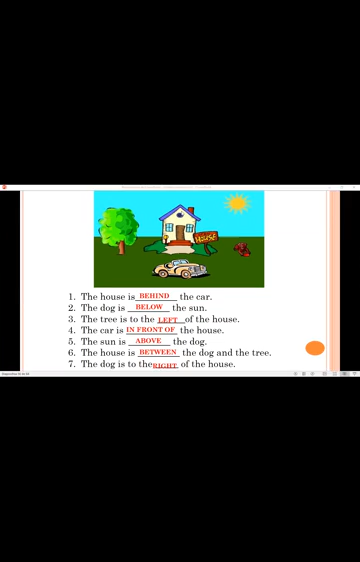 House
1. The house is BEHIND the car.
2. The dog is BELOW the sun.
3. The tree is to the LEFT of the house.
4. The car is IN FRONT OF the house.
5. The sun is ABOVE the dog.
6. The house is BETWEEN the dog and the tree.
7. The dog is to the RIGHT of the house.